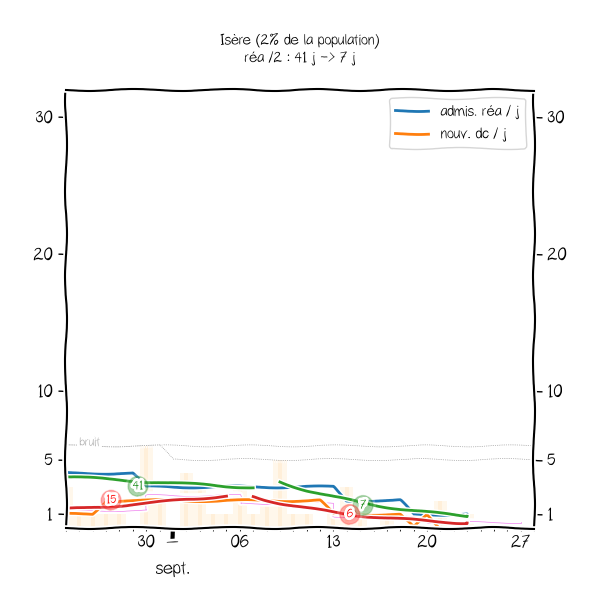 Isère (2% de la population)
réa /2 : 41 j -> 7 j
admis. réa / j
nouv. dc / j
30 30
20 20
10 10
bruit
5 5
41
15
7
6
1 1
30 06 13 20 27
sept.